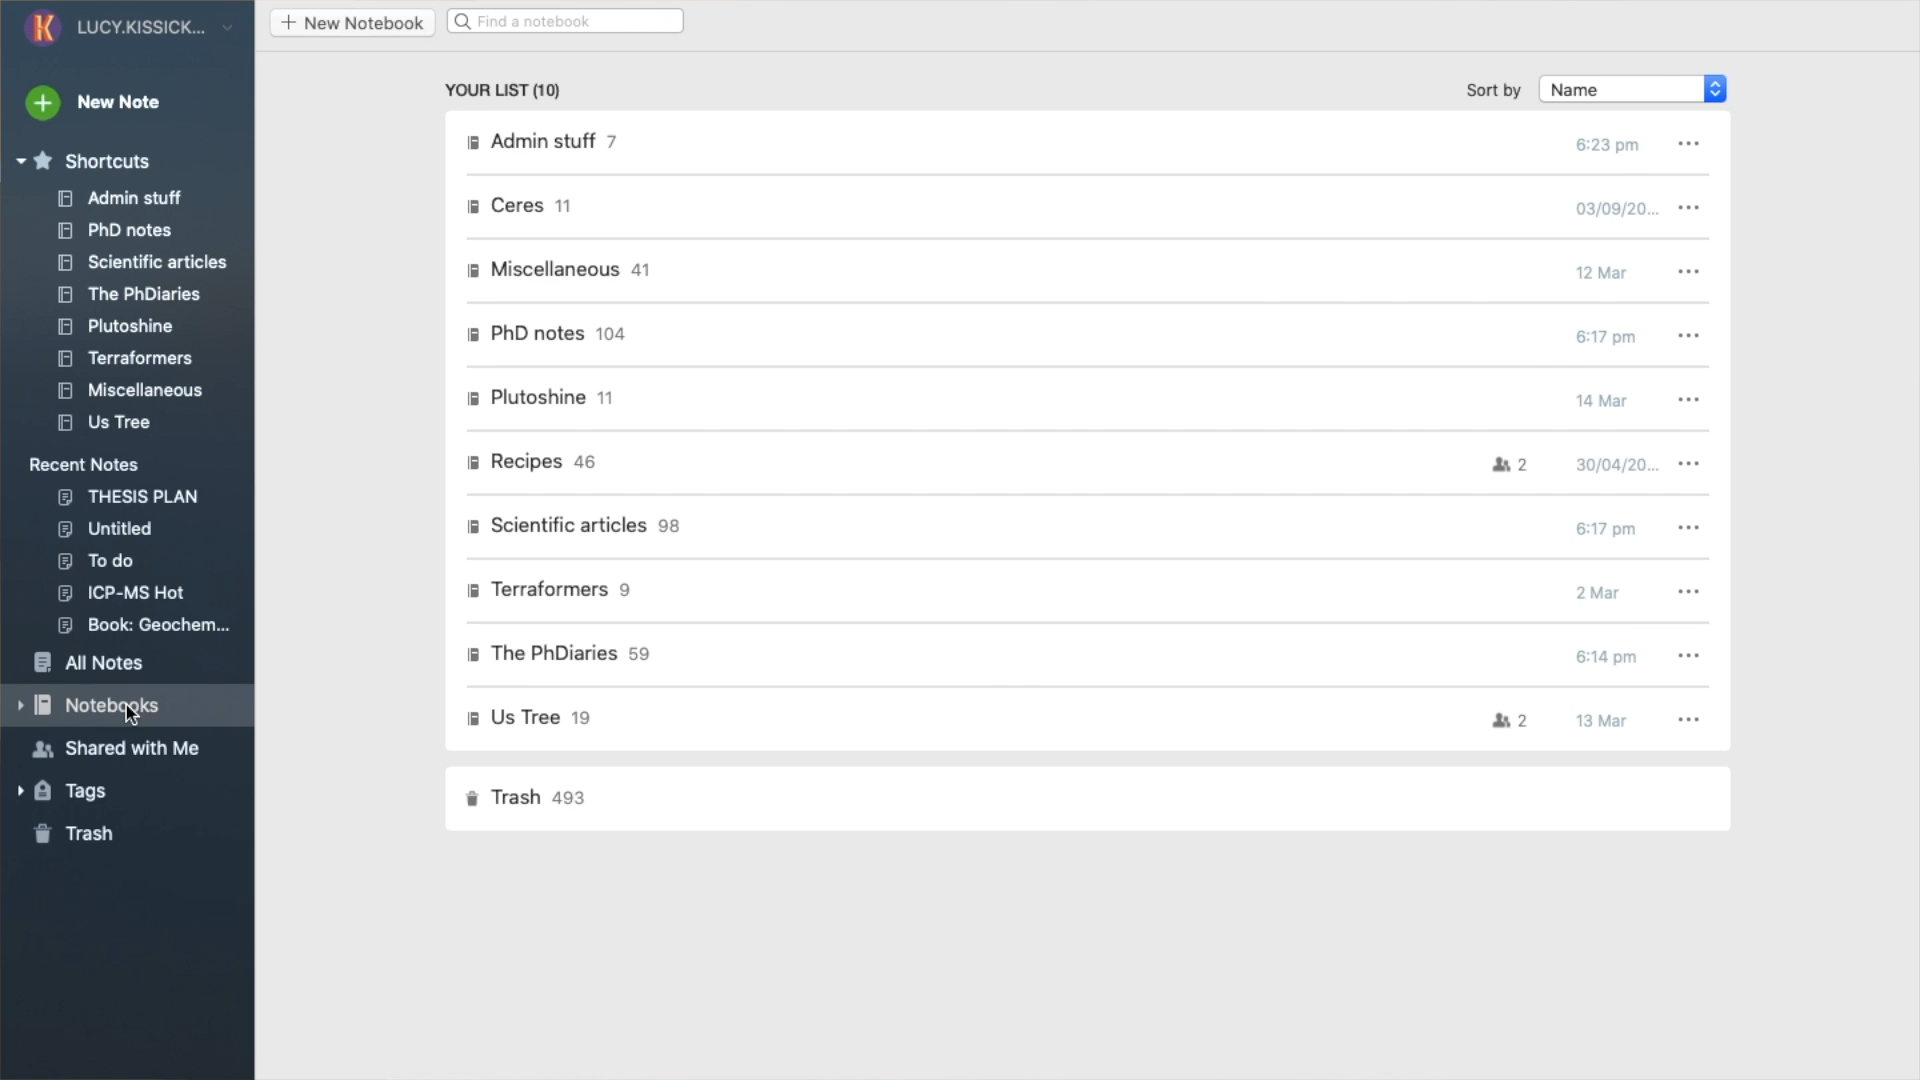 LUCY.KISSICK...
New Note
Shortcuts
Admin stuff
PhD notes
Scientific articles
The PhDiaries
Plutoshine
Terraformers
Miscellaneous
Us Tree
Recent Notes
THESIS PLAN
Untitled
To do
ICP-MS Hot
Book: Geochem...
All Notes
Notebooks
Shared with Me
Tags
Trash
New Notebook
Find a notebook
YOUR LIST (10)
Sort by Name
Admin stuff 7 6:23 pm
Ceres 11 03/09/20...
Miscellaneous 41 12 Mar
PhD notes 104 6:17 pm
Plutoshine 11 14 Mar
Recipes 46 2 30/04/20...
Scientific articles 98 6:17 pm
Terraformers 9 2 Mar
The PhDiaries 59 6:14 pm
Us Tree 19 2 13 Mar
Trash 493